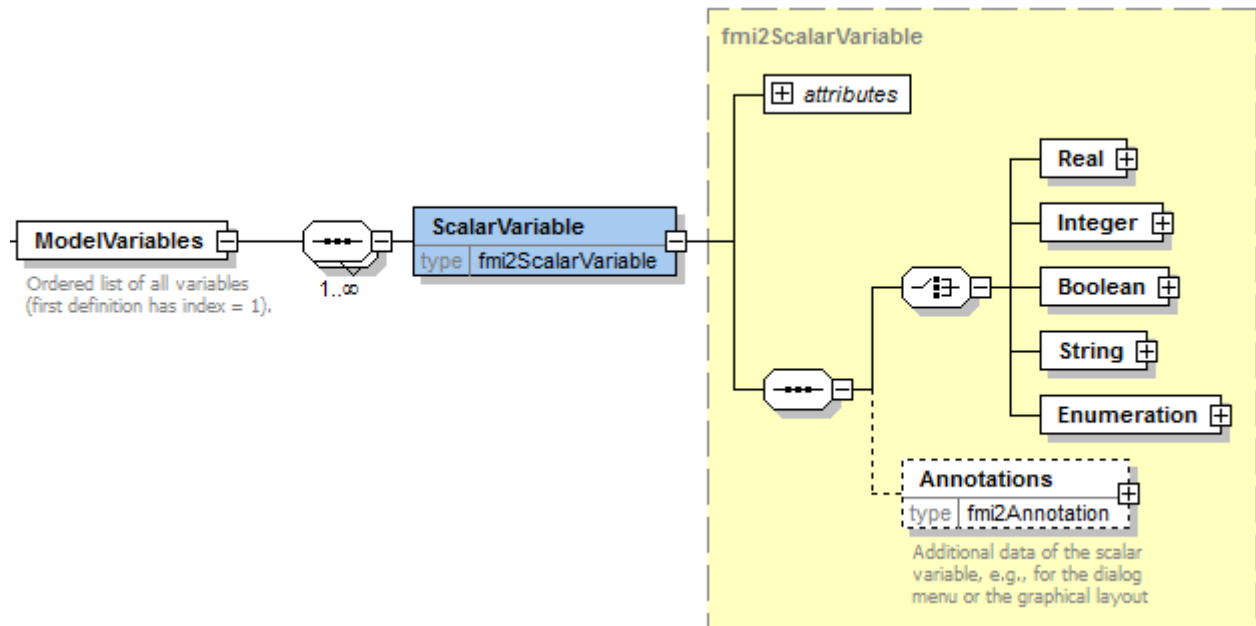 fmi2ScalarVariable
attributes
Real
Integer
ModelVariables
ScalarVariable
type fmi2ScalarVariable
Ordered list of all variables
(first definition has index = 1).
1..∞
Boolean
String
Enumeration
Annotations
type fmi2Annotation
Additional data of the scalar
variable, e.g., for the dialog
menu or the graphical layout